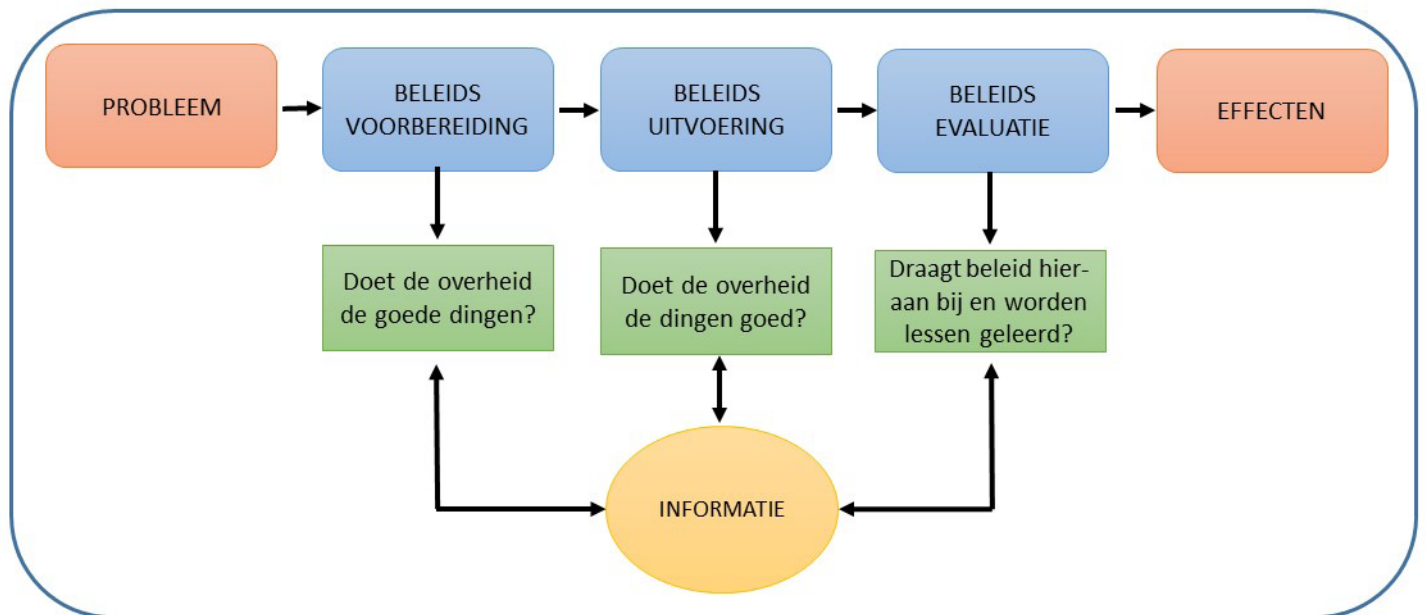 PROBLEEM
BELEIDS
VOORBEREIDING
BELEIDS
UITVOERING
BELEIDS
EVALUATIE
EFFECTEN
Doet de overheid
de goede dingen?
Doet de overheid
de dingen goed?
Draagt beleid hier-
aan bij en worden
lessen geleerd?
INFORMATIE